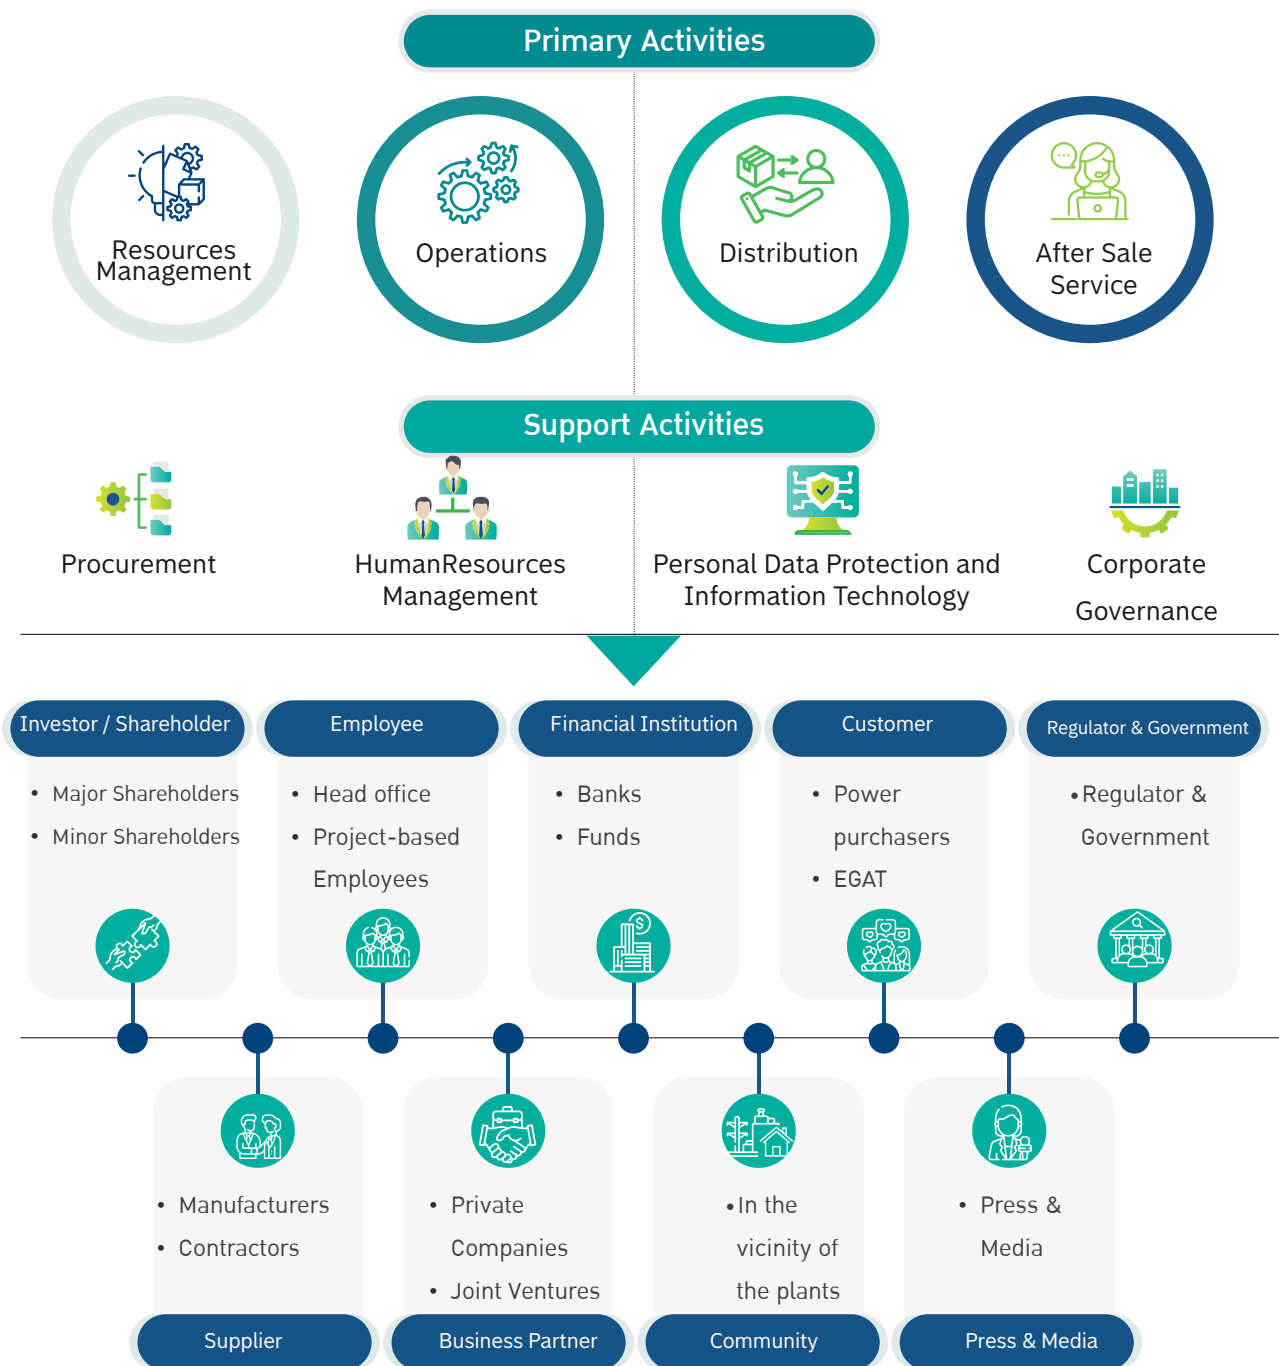 Primary Activities
Resources
Management
Operations
Distribution
After Sale
Service
Support Activities
Procurement
HumanResources
Management
Personal Data Protection and
Information Technology
Corporate
Governance
Investor / Shareholder
• Major Shareholders
• Minor Shareholders
Employee
• Head office
• Project-based
Employees
Financial Institution
• Banks
• Funds
Customer
• Power
purchasers
• EGAT
Regulator & Government
•Regulator &
Government
• Manufacturers
• Contractors
Supplier
• Private
Companies
• Joint Ventures
Business Partner
•In the
vicinity of
the plants
Community
• Press &
Media
Press & Media